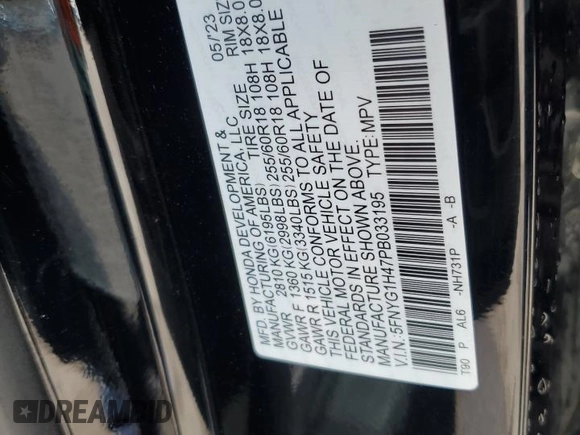 MFD. BY HONDA DEVELOPMENT & 05/'23
MANUFACTURING OF AMERICA, LLC
TIRE SIZE RIM SIZE
GVWR 2810 KG(6195LBS)
GAWR F 1360 KG(2998LBS) 255/60R18 108H 18X8.0
GAWR R 1515 KG(3340LBS) 255/60R18 108H 18X8.0
THIS VEHICLE CONFORMS TO ALL APPLICABLE
FEDERAL MOTOR VEHICLE SAFETY
STANDARDS IN EFFECT ON THE DATE OF
MANUFACTURE SHOWN ABOVE.
V.I.N.:5FNYG1H47PB033195 TYPE:MPV
T90 P AL6 -NH731P -A -B
DREAMBID